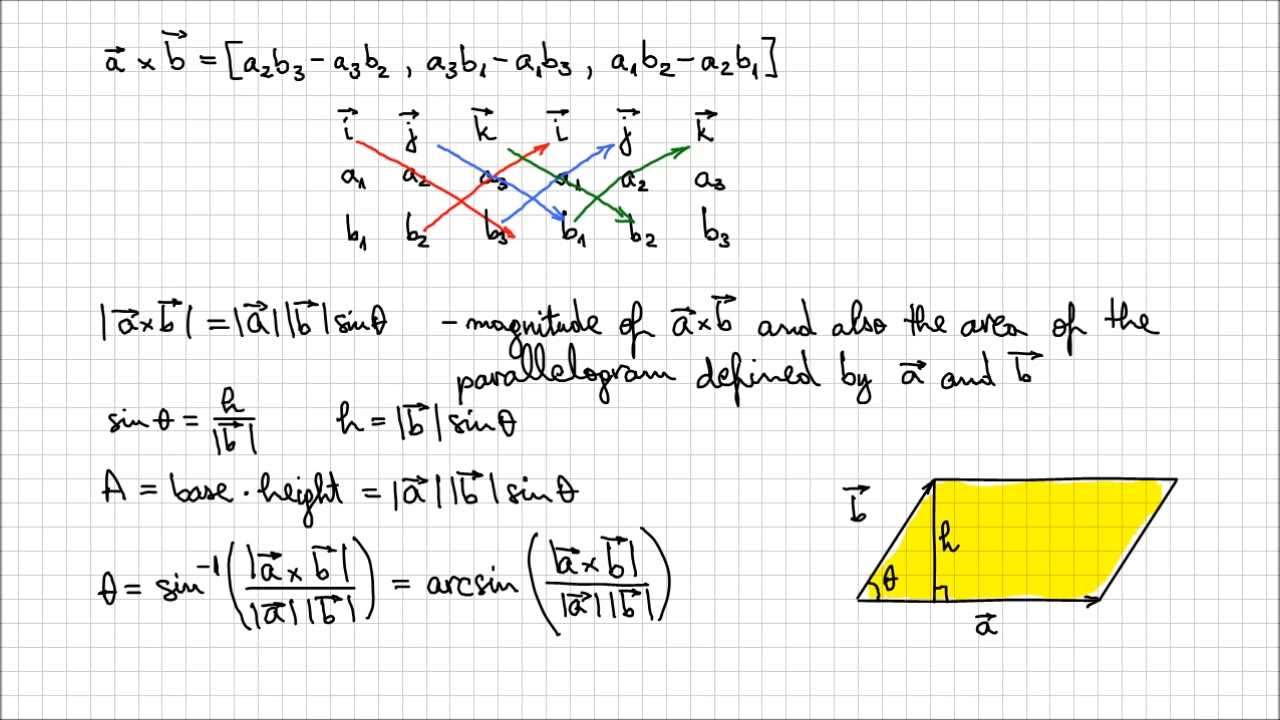 a⃗ × b⃗ = [a₂b₃ − a₃b₂ , a₃b₁ − a₁b₃ , a₁b₂ − a₂b₁]
i⃗ j⃗ k⃗ i⃗ j⃗ k⃗
a₁ a₂ a₃ a₁ a₂ a₃
b₁ b₂ b₃ b₁ b₂ b₃
|a⃗ × b⃗| = |a⃗||b⃗| sinθ − magnitude of a⃗ × b⃗ and also the area of the
parallelogram defined by a⃗ and b⃗
sinθ = h/|b⃗| h = |b⃗| sinθ
A = base · height = |a⃗||b⃗| sinθ
θ = sin⁻¹(|a⃗ × b⃗| / |a⃗||b⃗|) = arcsin(|a⃗ × b⃗| / |a⃗||b⃗|)
b⃗
h
θ
a⃗